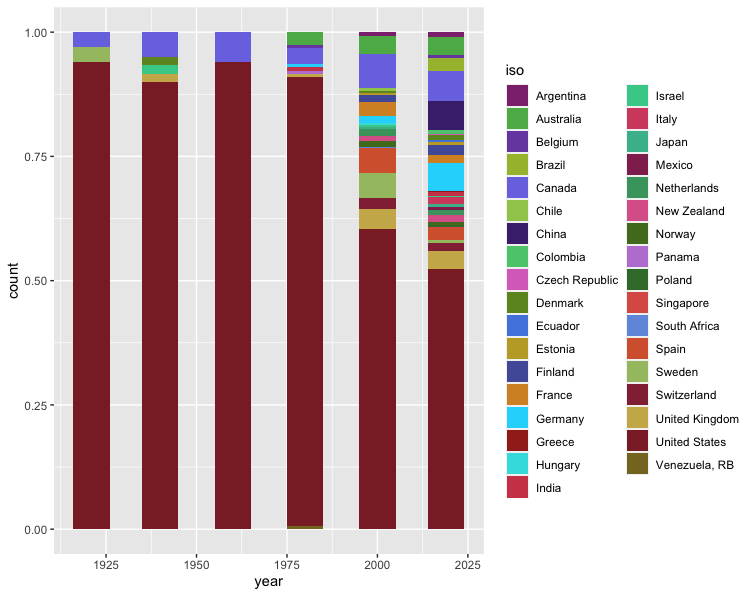 1.00
0.75
0.50
0.25
0.00
count
1925
1950
1975
2000
2025
year
iso
Argentina
Australia
Belgium
Brazil
Canada
Chile
China
Colombia
Czech Republic
Denmark
Ecuador
Estonia
Finland
France
Germany
Greece
Hungary
India
Israel
Italy
Japan
Mexico
Netherlands
New Zealand
Norway
Panama
Poland
Singapore
South Africa
Spain
Sweden
Switzerland
United Kingdom
United States
Venezuela, RB